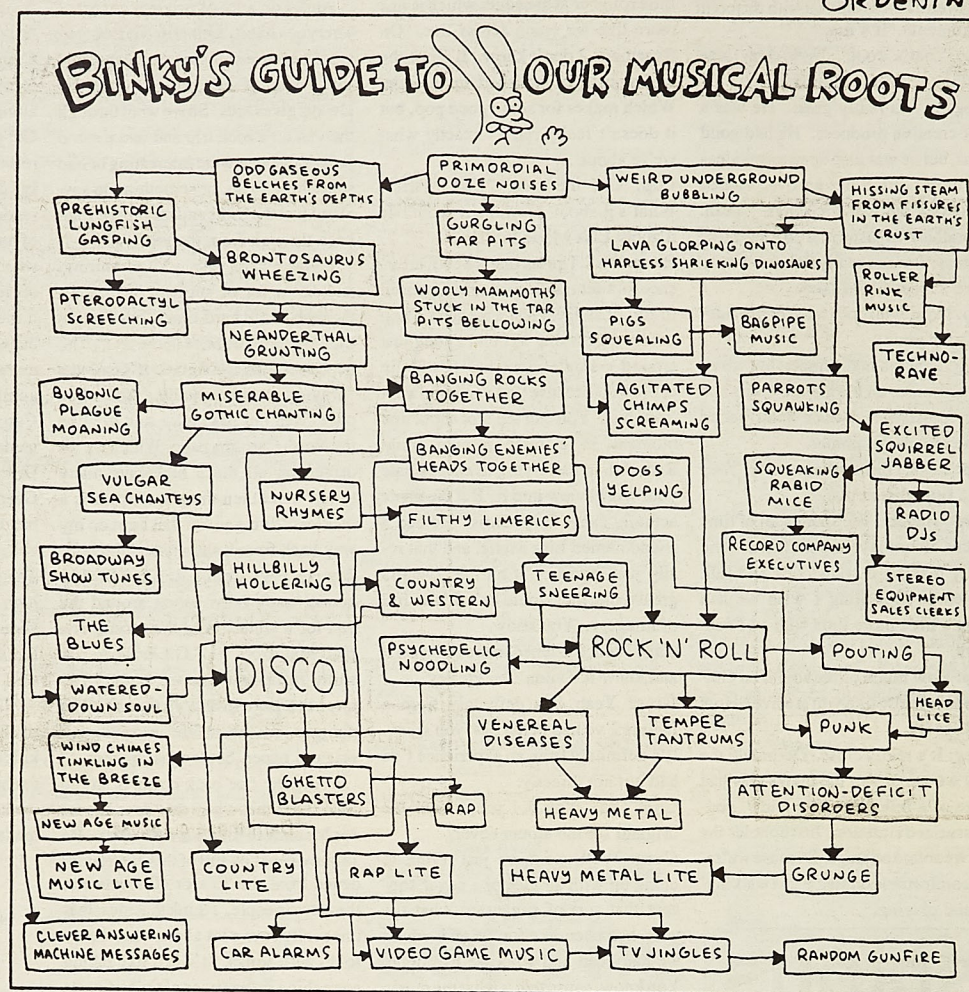 BINKY'S GUIDE TO OUR MUSICAL ROOTS
PRIMORDIAL
OOZE NOISES
ODD GASEOUS
BELCHES FROM
THE EARTH'S DEPTHS
WEIRD UNDERGROUND
BUBBLING
HISSING STEAM
FROM FISSURES
IN THE EARTH'S
CRUST
PREHISTORIC
LUNGFISH
GASPING
GURGLING
TAR PITS
LAVA GLORPING ONTO
HAPLESS SHRIEKING DINOSAURS
BRONTOSAURUS
WHEEZING
ROLLER
RINK
MUSIC
PTERODACTYL
SCREECHING
WOOLY MAMMOTHS
STUCK IN THE TAR
PITS BELLOWING
PIGS
SQUEALING
BAGPIPE
MUSIC
NEANDERTHAL
GRUNTING
TECHNO-
RAVE
BUBONIC
PLAGUE
MOANING
MISERABLE
GOTHIC CHANTING
BANGING ROCKS
TOGETHER
AGITATED
CHIMPS
SCREAMING
PARROTS
SQUAWKING
EXCITED
SQUIRREL
JABBER
BANGING ENEMIES'
HEADS TOGETHER
VULGAR
SEA CHANTEYS
NURSERY
RHYMES
DOGS
YELPING
SQUEAKING
RABID
MICE
RADIO
DJs
FILTHY LIMERICKS
RECORD COMPANY
EXECUTIVES
BROADWAY
SHOW TUNES
HILLBILLY
HOLLERING
COUNTRY
& WESTERN
TEENAGE
SNEERING
STEREO
EQUIPMENT
SALES CLERKS
THE
BLUES
DISCO
PSYCHEDELIC
NOODLING
ROCK 'N' ROLL
POUTING
WATERED-
DOWN SOUL
HEAD
LICE
VENEREAL
DISEASES
TEMPER
TANTRUMS
PUNK
WIND CHIMES
TINKLING IN
THE BREEZE
GHETTO
BLASTERS
RAP
HEAVY METAL
ATTENTION-DEFICIT
DISORDERS
NEW AGE MUSIC
NEW AGE
MUSIC LITE
COUNTRY
LITE
RAP LITE
HEAVY METAL LITE
GRUNGE
CLEVER ANSWERING
MACHINE MESSAGES
CAR ALARMS
VIDEO GAME MUSIC
TV JINGLES
RANDOM GUNFIRE